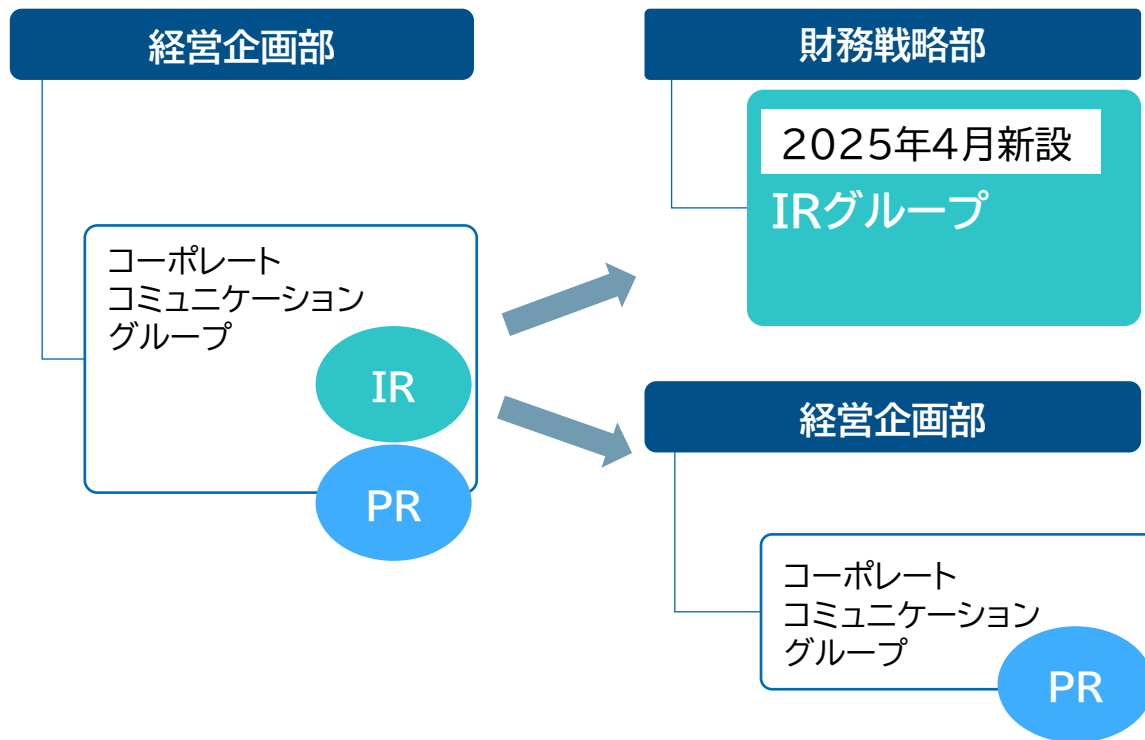 経営企画部
コーポレート
コミュニケーション
グループ
IR
PR
財務戦略部
2025年4月新設
IRグループ
経営企画部
コーポレート
コミュニケーション
グループ
PR